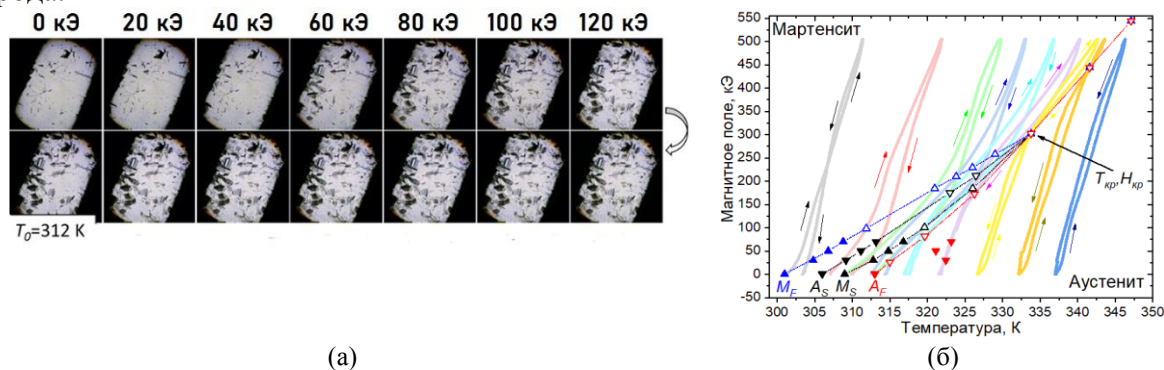 0 кЭ 20 кЭ 40 кЭ 60 кЭ 80 кЭ 100 кЭ 120 кЭ
T₀=312 K
(а)
Магнитное поле, кЭ
550
500
450
400
350
300
250
200
150
100
50
0
-50
Мартенсит
Tкр,Hкр
Аустенит
MF AS MS AF
300 305 310 315 320 325 330 335 340 345 350
Температура, К
(б)